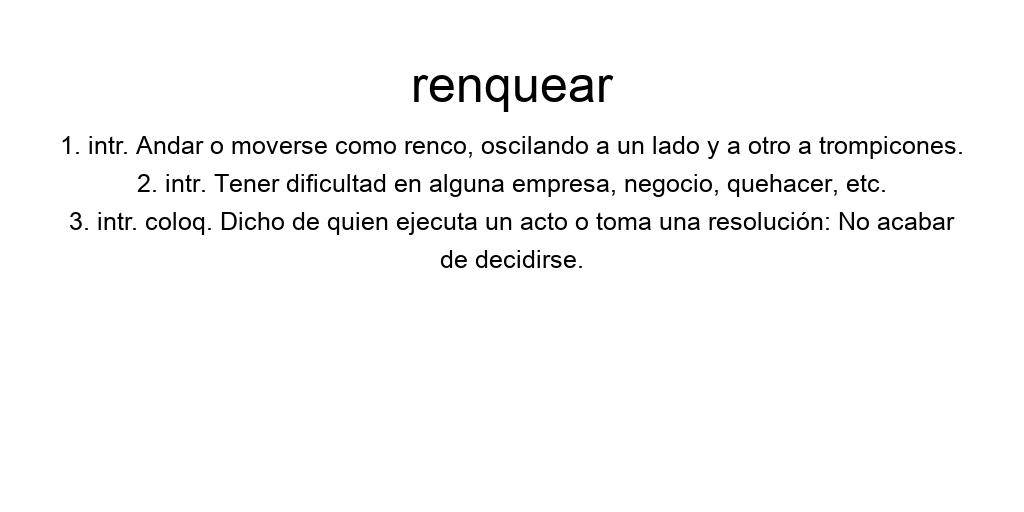 renquear
1. intr. Andar o moverse como renco, oscilando a un lado y a otro a trompicones.
2. intr. Tener dificultad en alguna empresa, negocio, quehacer, etc.
3. intr. coloq. Dicho de quien ejecuta un acto o toma una resolución: No acabar
de decidirse.